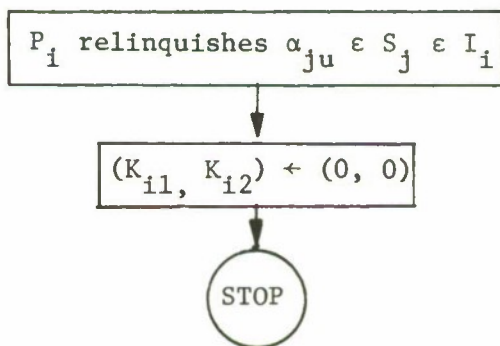 P_i relinquishes α_ju ε S_j ε I_i
(K_i1, K_i2) ← (0, 0)
STOP